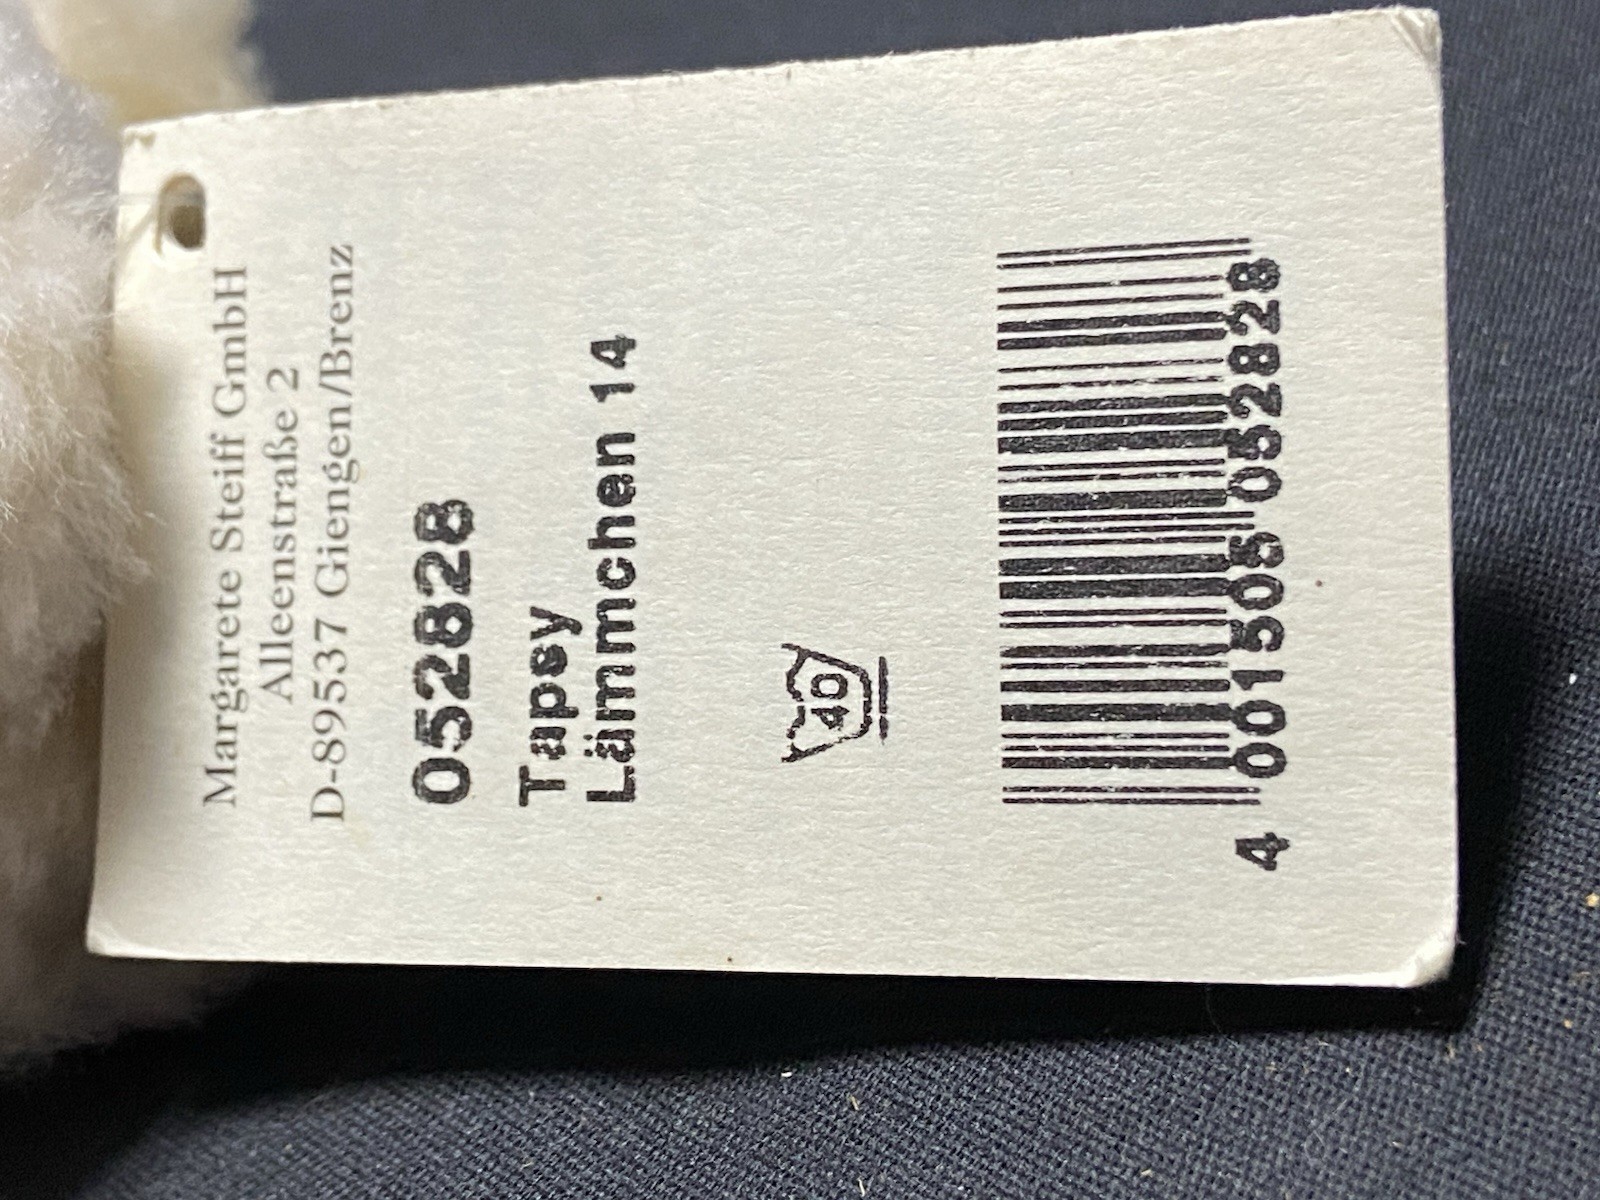 Margarete Steiff GmbH
Alleenstraße 2
D-89537 Giengen/Brenz
052828
Tapsy
Lämmchen 14
40
4 001505 052828